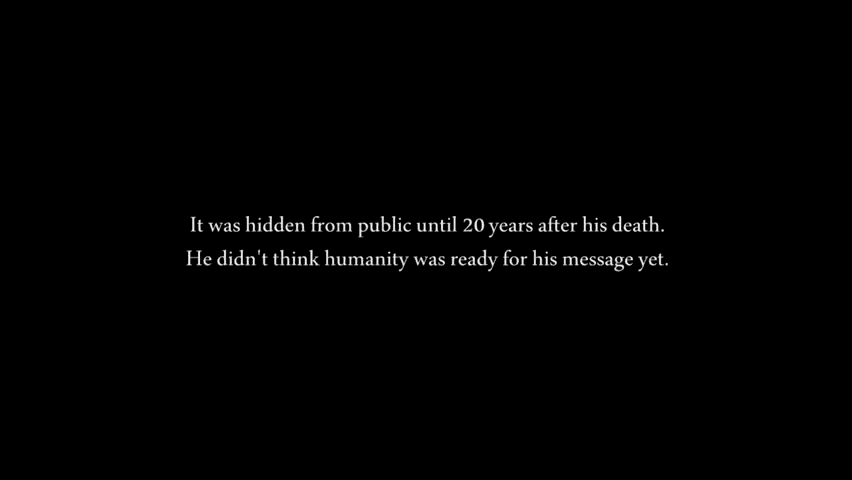 It was hidden from public until 20 years after his death.
He didn't think humanity was ready for his message yet.